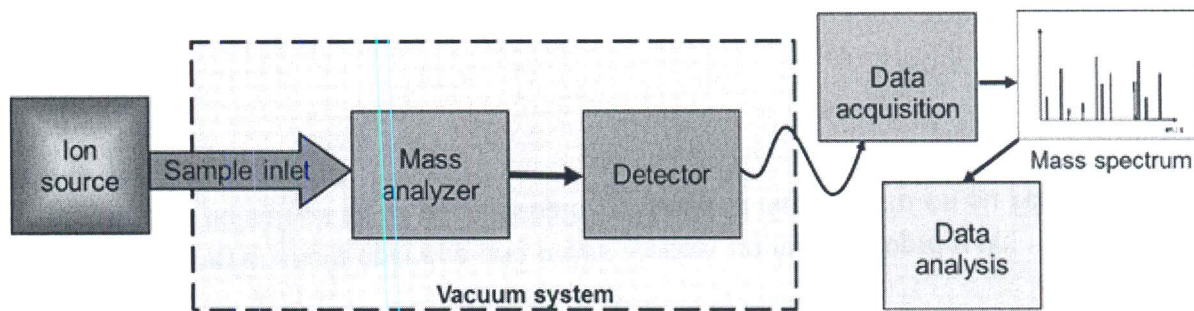 Ion
source
Sample inlet
Mass
analyzer
Detector
Vacuum system
Data
acquisition
Mass spectrum
Data
analysis